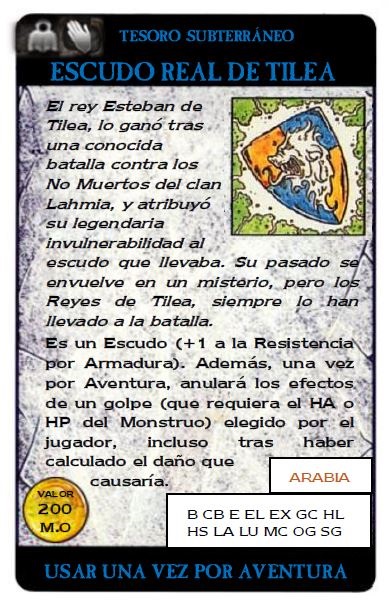 TESORO SUBTERRÁNEO
ESCUDO REAL DE TILEA
El rey Esteban de
Tilea, lo ganó tras
una conocida
batalla contra los
No Muertos del clan
Lahmia, y atribuyó
su legendaria
invulnerabilidad al
escudo que llevaba. Su pasado se
envuelve en un misterio, pero los
Reyes de Tilea, siempre lo han
llevado a la batalla.
Es un Escudo (+1 a la Resistencia
por Armadura). Además, una vez
por Aventura, anulará los efectos
de un golpe (que requiera el HA o
HP del Monstruo) elegido por el
jugador, incluso tras haber
calculado el daño que
causaría.
ARABIA
VALOR
200
M.O
B CB E EL EX GC HL
HS LA LU MC OG SG
USAR UNA VEZ POR AVENTURA